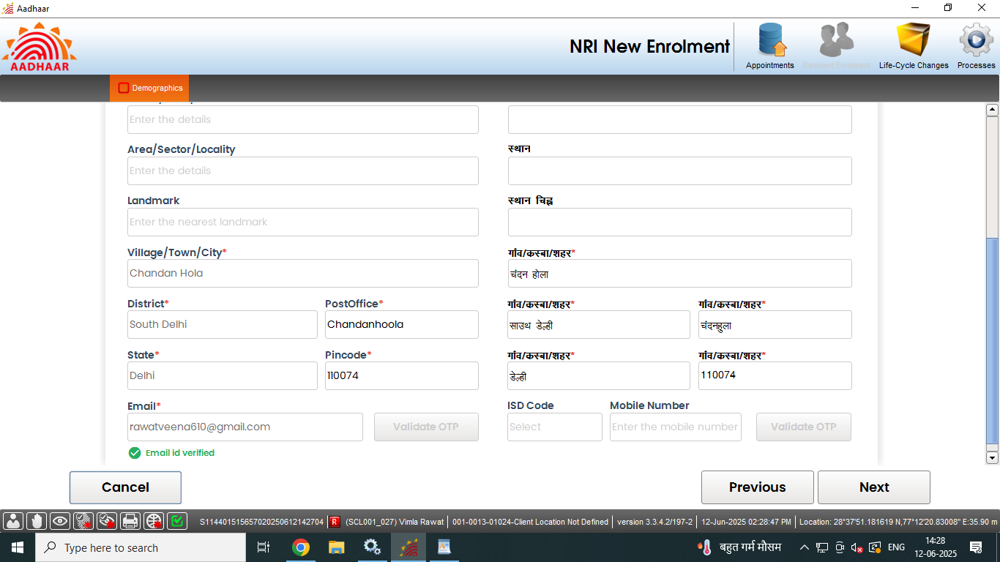 Aadhaar
AADHAAR
NRI New Enrolment
Appointments
Resident Enrolment
Life-Cycle Changes
Processes
Demographics
Enter the details
Area/Sector/Locality
स्थान
Enter the details
Landmark
स्थान चिह्न
Enter the nearest landmark
Village/Town/City*
गांव/कस्बा/शहर*
Chandan Hola
चंदन होला
District*
PostOffice*
गांव/कस्बा/शहर*
गांव/कस्बा/शहर*
South Delhi
Chandanhoola
साउथ डेल्ही
चंदनहुला
State*
Pincode*
गांव/कस्बा/शहर*
गांव/कस्बा/शहर*
Delhi
110074
डेल्ही
110074
Email*
ISD Code
Mobile Number
rawatveena610@gmail.com
Validate OTP
Select
Enter the mobile number
Validate OTP
Email id verified
Cancel
Previous
Next
S1144015156570202506121427​04
R
(SCL001_027) Vimla Rawat
001-0013-01024-Client Location Not Defined
version 3.3.4.2/197-2
12-Jun-2025 02:28:47 PM
Location: 28°37'51.181619 N,77°12'20.83008" E:35.90 m
Type here to search
बहुत गर्म मौसम
ENG
14:28
12-06-2025